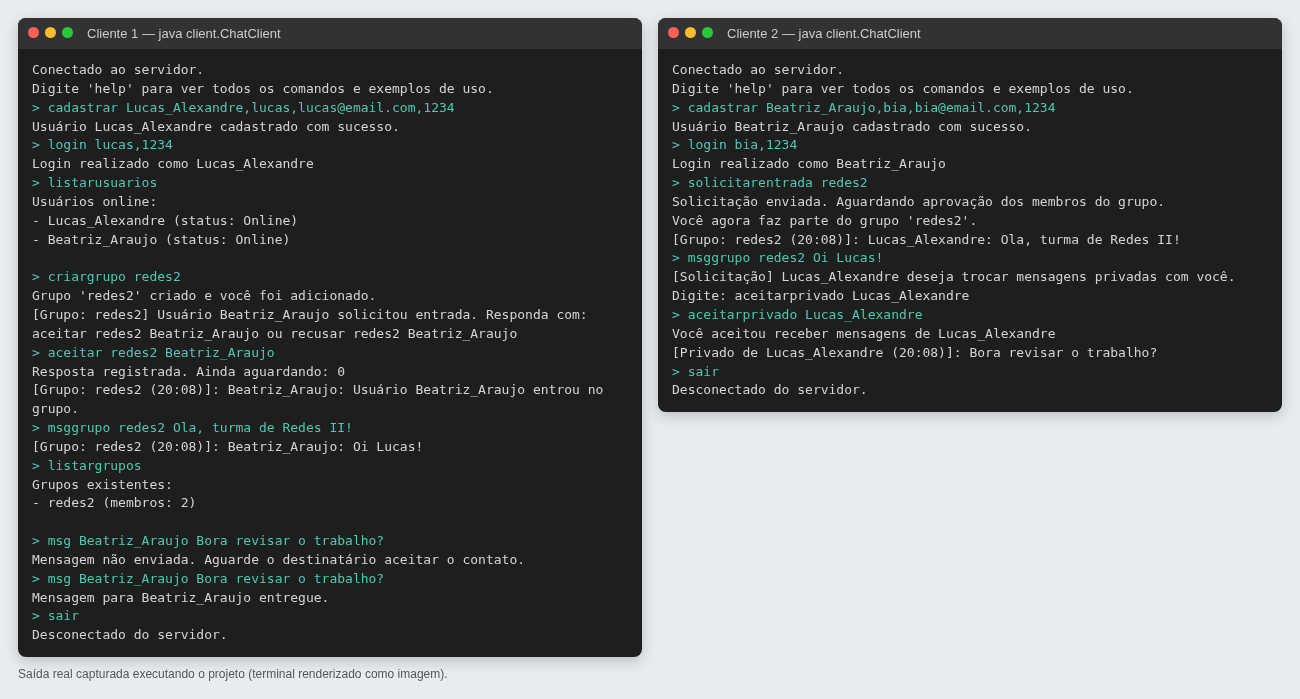 Cliente 1 — java client.ChatClient
Conectado ao servidor.
Digite 'help' para ver todos os comandos e exemplos de uso.
> cadastrar Lucas_Alexandre,lucas,lucas@email.com,1234
Usuário Lucas_Alexandre cadastrado com sucesso.
> login lucas,1234
Login realizado como Lucas_Alexandre
> listarusuarios
Usuários online:
- Lucas_Alexandre (status: Online)
- Beatriz_Araujo (status: Online)
> criargrupo redes2
Grupo 'redes2' criado e você foi adicionado.
[Grupo: redes2] Usuário Beatriz_Araujo solicitou entrada. Responda com:
aceitar redes2 Beatriz_Araujo ou recusar redes2 Beatriz_Araujo
> aceitar redes2 Beatriz_Araujo
Resposta registrada. Ainda aguardando: 0
[Grupo: redes2 (20:08)]: Beatriz_Araujo: Usuário Beatriz_Araujo entrou no
grupo.
> msggrupo redes2 Ola, turma de Redes II!
[Grupo: redes2 (20:08)]: Beatriz_Araujo: Oi Lucas!
> listargrupos
Grupos existentes:
- redes2 (membros: 2)
> msg Beatriz_Araujo Bora revisar o trabalho?
Mensagem não enviada. Aguarde o destinatário aceitar o contato.
> msg Beatriz_Araujo Bora revisar o trabalho?
Mensagem para Beatriz_Araujo entregue.
> sair
Desconectado do servidor.
Cliente 2 — java client.ChatClient
Conectado ao servidor.
Digite 'help' para ver todos os comandos e exemplos de uso.
> cadastrar Beatriz_Araujo,bia,bia@email.com,1234
Usuário Beatriz_Araujo cadastrado com sucesso.
> login bia,1234
Login realizado como Beatriz_Araujo
> solicitarentrada redes2
Solicitação enviada. Aguardando aprovação dos membros do grupo.
Você agora faz parte do grupo 'redes2'.
[Grupo: redes2 (20:08)]: Lucas_Alexandre: Ola, turma de Redes II!
> msggrupo redes2 Oi Lucas!
[Solicitação] Lucas_Alexandre deseja trocar mensagens privadas com você.
Digite: aceitarprivado Lucas_Alexandre
> aceitarprivado Lucas_Alexandre
Você aceitou receber mensagens de Lucas_Alexandre
[Privado de Lucas_Alexandre (20:08)]: Bora revisar o trabalho?
> sair
Desconectado do servidor.
Saída real capturada executando o projeto (terminal renderizado como imagem).